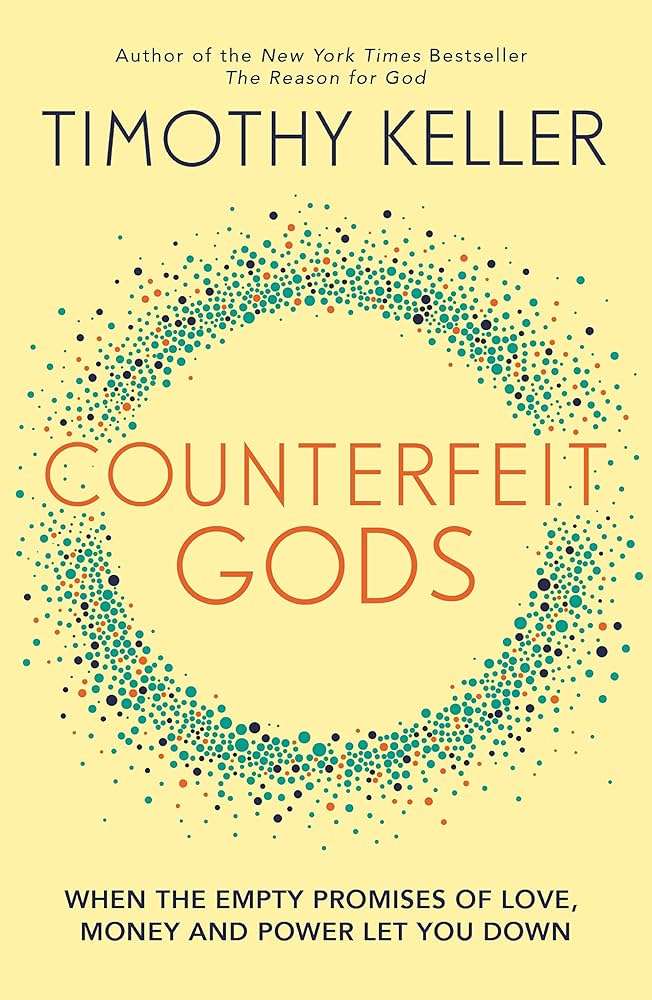 Author of the New York Times Bestseller
The Reason for God
TIMOTHY KELLER
COUNTERFEIT
GODS
WHEN THE EMPTY PROMISES OF LOVE,
MONEY AND POWER LET YOU DOWN